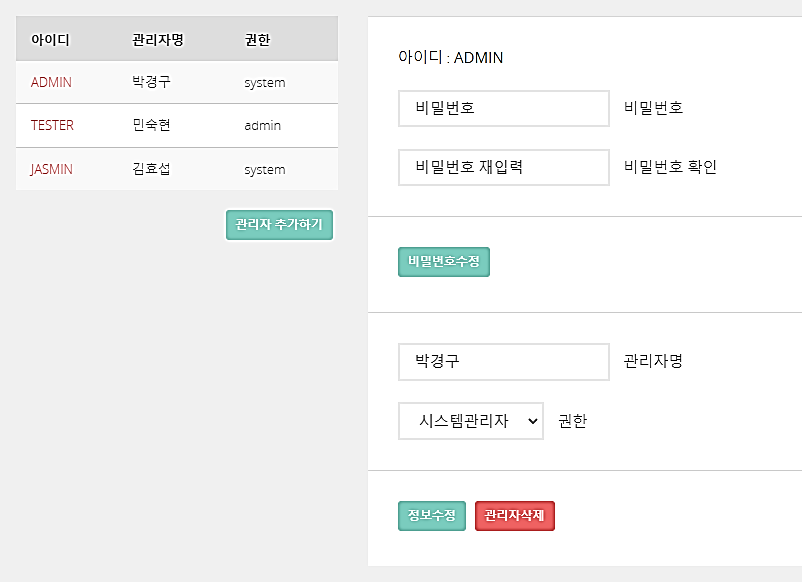 아이디 관리자명 권한
ADMIN 박경구 system
TESTER 민숙현 admin
JASMIN 김효섭 system
관리자 추가하기
아이디 : ADMIN
비밀번호 비밀번호
비밀번호 재입력 비밀번호 확인
비밀번호수정
박경구 관리자명
시스템관리자 권한
정보수정 관리자삭제